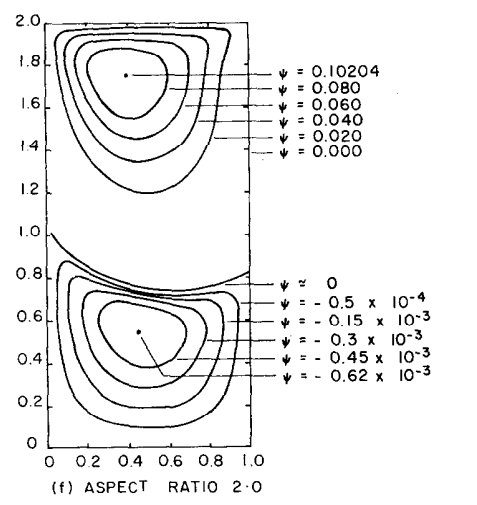 2.0
1.8
1.6
1.4
1.2
1.0
0.8
0.6
0.4
0.2
0
ψ = 0.10204
ψ = 0.080
ψ = 0.060
ψ = 0.040
ψ = 0.020
ψ = 0.000
ψ ≃ 0
ψ = - 0.5 x 10⁻⁴
ψ = - 0.15 x 10⁻³
ψ = - 0.3 x 10⁻³
ψ = - 0.45 x 10⁻³
ψ = - 0.62 x 10⁻³
0 0.2 0.4 0.6 0.8 1.0
(f) ASPECT RATIO 2·0